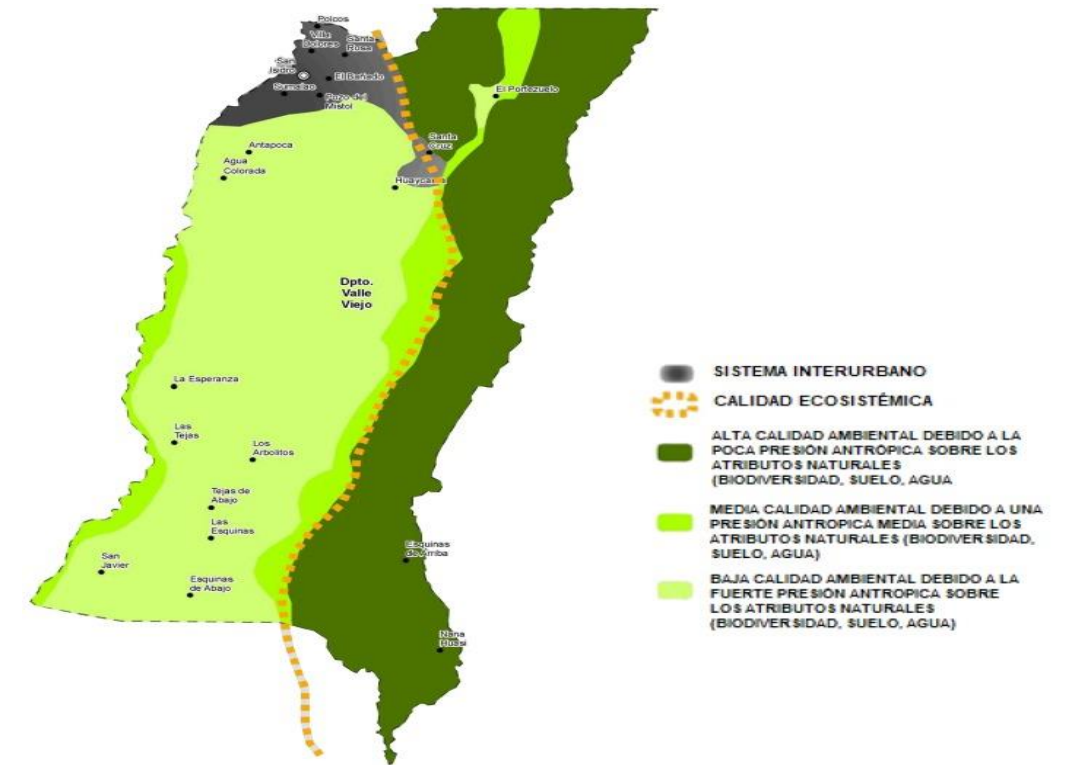 Polcos
Villa
Dolores
Santa
Rosa
San
Isidro
El Bañado
Sumalao
Pozo del
Mistol
El Portezuelo
Santa
Cruz
Antapoca
Agua
Colorada
Dpto.
Valle
Viejo
La Esperanza
Las
Tejas
Los
Arbolitos
Tejas de
Abajo
Las
Esquinas
San
Javier
Esquinas
de Abajo
Esquinas
de Arriba
Huasi
SISTEMA INTERURBANO
CALIDAD ECOSISTÉMICA
ALTA CALIDAD AMBIENTAL DEBIDO A LA
POCA PRESIÓN ANTRÓPICA SOBRE LOS
ATRIBUTOS NATURALES
(BIODIVERSIDAD, SUELO, AGUA
MEDIA CALIDAD AMBIENTAL DEBIDO A UNA
PRESIÓN ANTROPICA MEDIA SOBRE LOS
ATRIBUTOS NATURALES (BIODIVERSIDAD,
SUELO, AGUA)
BAJA CALIDAD AMBIENTAL DEBIDO A LA
FUERTE PRESIÓN ANTROPICA SOBRE
LOS ATRIBUTOS NATURALES
(BIODIVERSIDAD, SUELO, AGUA)